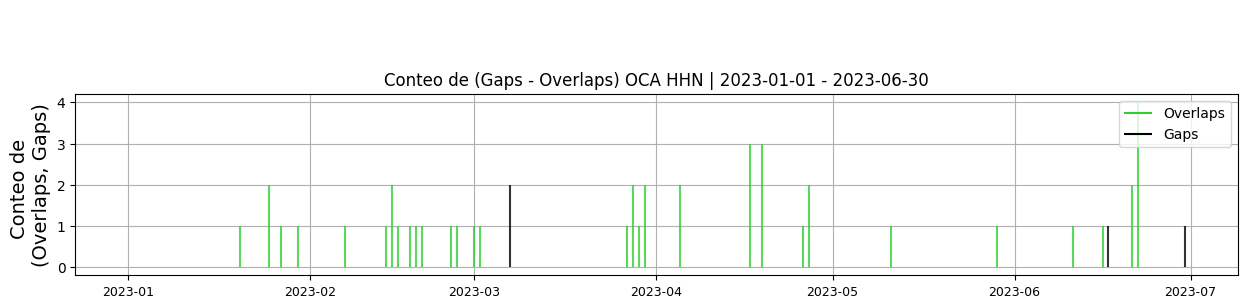 Conteo de (Gaps - Overlaps) OCA HHN | 2023-01-01 - 2023-06-30
Conteo de
(Overlaps, Gaps)
4
3
2
1
0
Overlaps
Gaps
2023-01
2023-02
2023-03
2023-04
2023-05
2023-06
2023-07